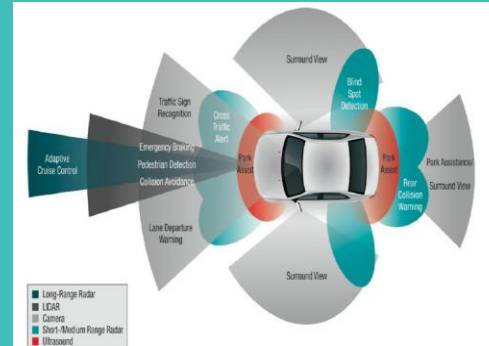 Surround View
Blind
Spot
Detection
Traffic Sign
Recognition
Cross
Traffic
Alert
Emergency Braking
Adaptive
Cruise Control
Pedestrian Detection
Collision Avoidance
Park
Assist
Park
Assist
Park Assistance/
Surround View
Rear
Collision
Warning
Lane Departure
Warning
Surround View
Long-Range Radar
LIDAR
Camera
Short-/Medium Range Radar
Ultrasound